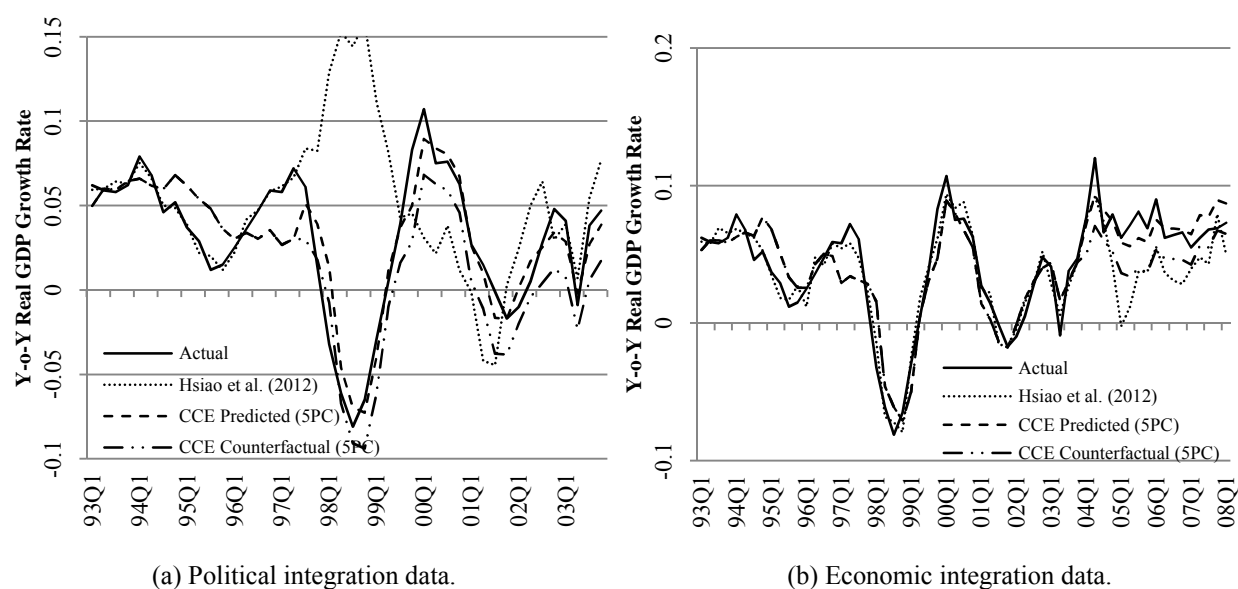 0.15
0.1
0.05
0
-0.05
-0.1
Y-o-Y Real GDP Growth Rate
Actual
Hsiao et al. (2012)
CCE Predicted (5PC)
CCE Counterfactual (5PC)
93Q1
94Q1
95Q1
96Q1
97Q1
98Q1
99Q1
00Q1
01Q1
02Q1
03Q1
(a) Political integration data.
0.2
0.1
0
-0.1
Y-o-Y Real GDP Growth Rate
Actual
Hsiao et al. (2012)
CCE Predicted (5PC)
CCE Counterfactual (5PC)
93Q1
94Q1
95Q1
96Q1
97Q1
98Q1
99Q1
00Q1
01Q1
02Q1
03Q1
04Q1
05Q1
06Q1
07Q1
08Q1
(b) Economic integration data.